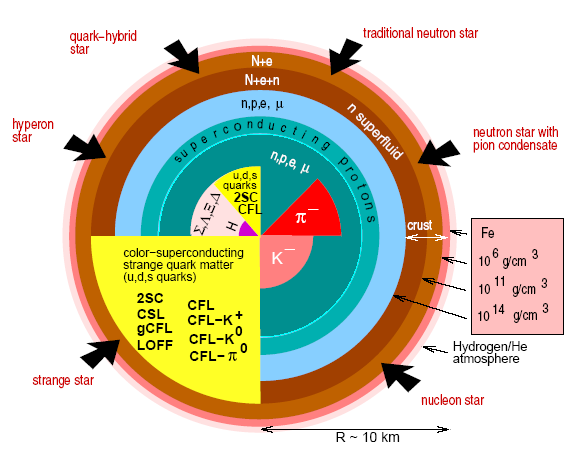 quark–hybrid
star
traditional neutron star
hyperon
star
neutron star with
pion condensate
N+e
N+e+n
n,p,e, μ
n superfluid
superconducting protons
n,p,e, μ
u,d,s
quarks
2SC
CFL
Σ,Λ,Ξ,Δ
H
π⁻
K⁻
crust
Fe
10⁶ g/cm³
10¹¹ g/cm³
10¹⁴ g/cm³
Hydrogen/He
atmosphere
color–superconducting
strange quark matter
(u,d,s quarks)
2SC
CSL
gCFL
LOFF
CFL
CFL–K⁺
CFL–K⁰
CFL–π⁰
strange star
nucleon star
R ~ 10 km